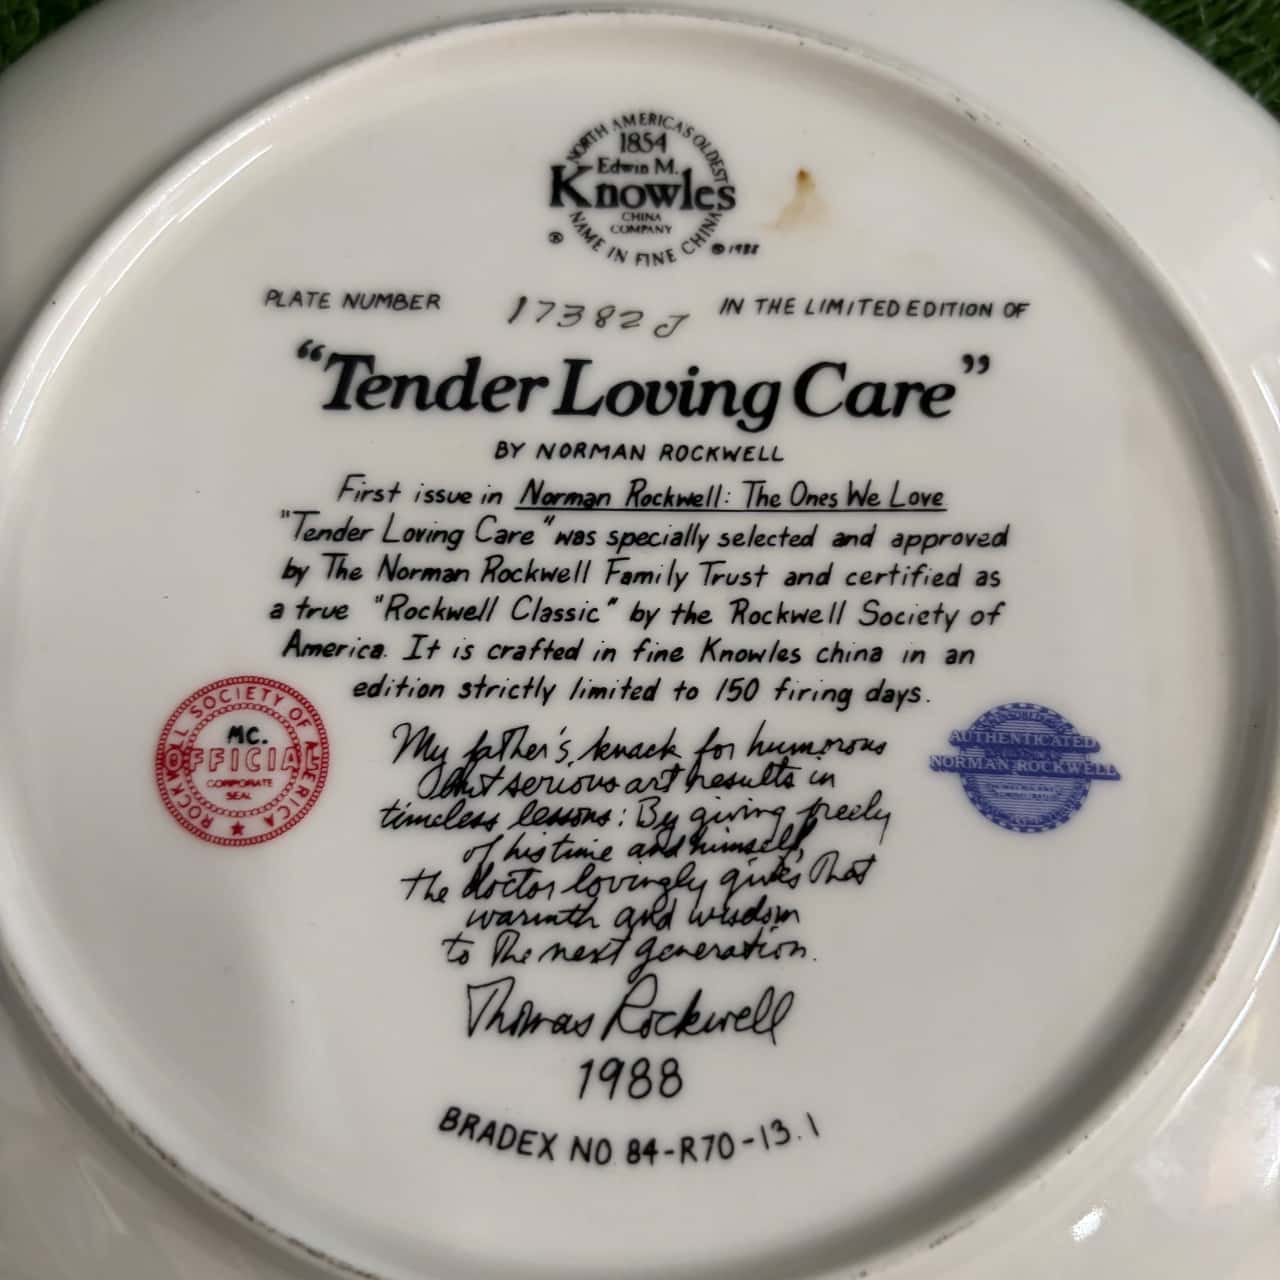 NORTH AMERICA'S OLDEST
1854
Edwin M.
Knowles
CHINA
COMPANY
NAME IN FINE CHINA
® © 1988
PLATE NUMBER 17382J IN THE LIMITED EDITION OF
“Tender Loving Care”
BY NORMAN ROCKWELL
First issue in Norman Rockwell: The Ones We Love
"Tender Loving Care" was specially selected and approved
by The Norman Rockwell Family Trust and certified as
a true "Rockwell Classic" by the Rockwell Society of
America. It is crafted in fine Knowles china in an
edition strictly limited to 150 firing days.
ROCKWELL SOCIETY OF AMERICA
MC.
OFFICIAL
CORPORATE
SEAL
AUTHENTICATED
NORMAN ROCKWELL
My father's knack for humorous
but serious art results in
timeless lessons: By giving freely
of his time and himself,
the doctor lovingly gives that
warmth and wisdom
to the next generation.
Thomas Rockwell
1988
BRADEX NO 84-R70-13.1